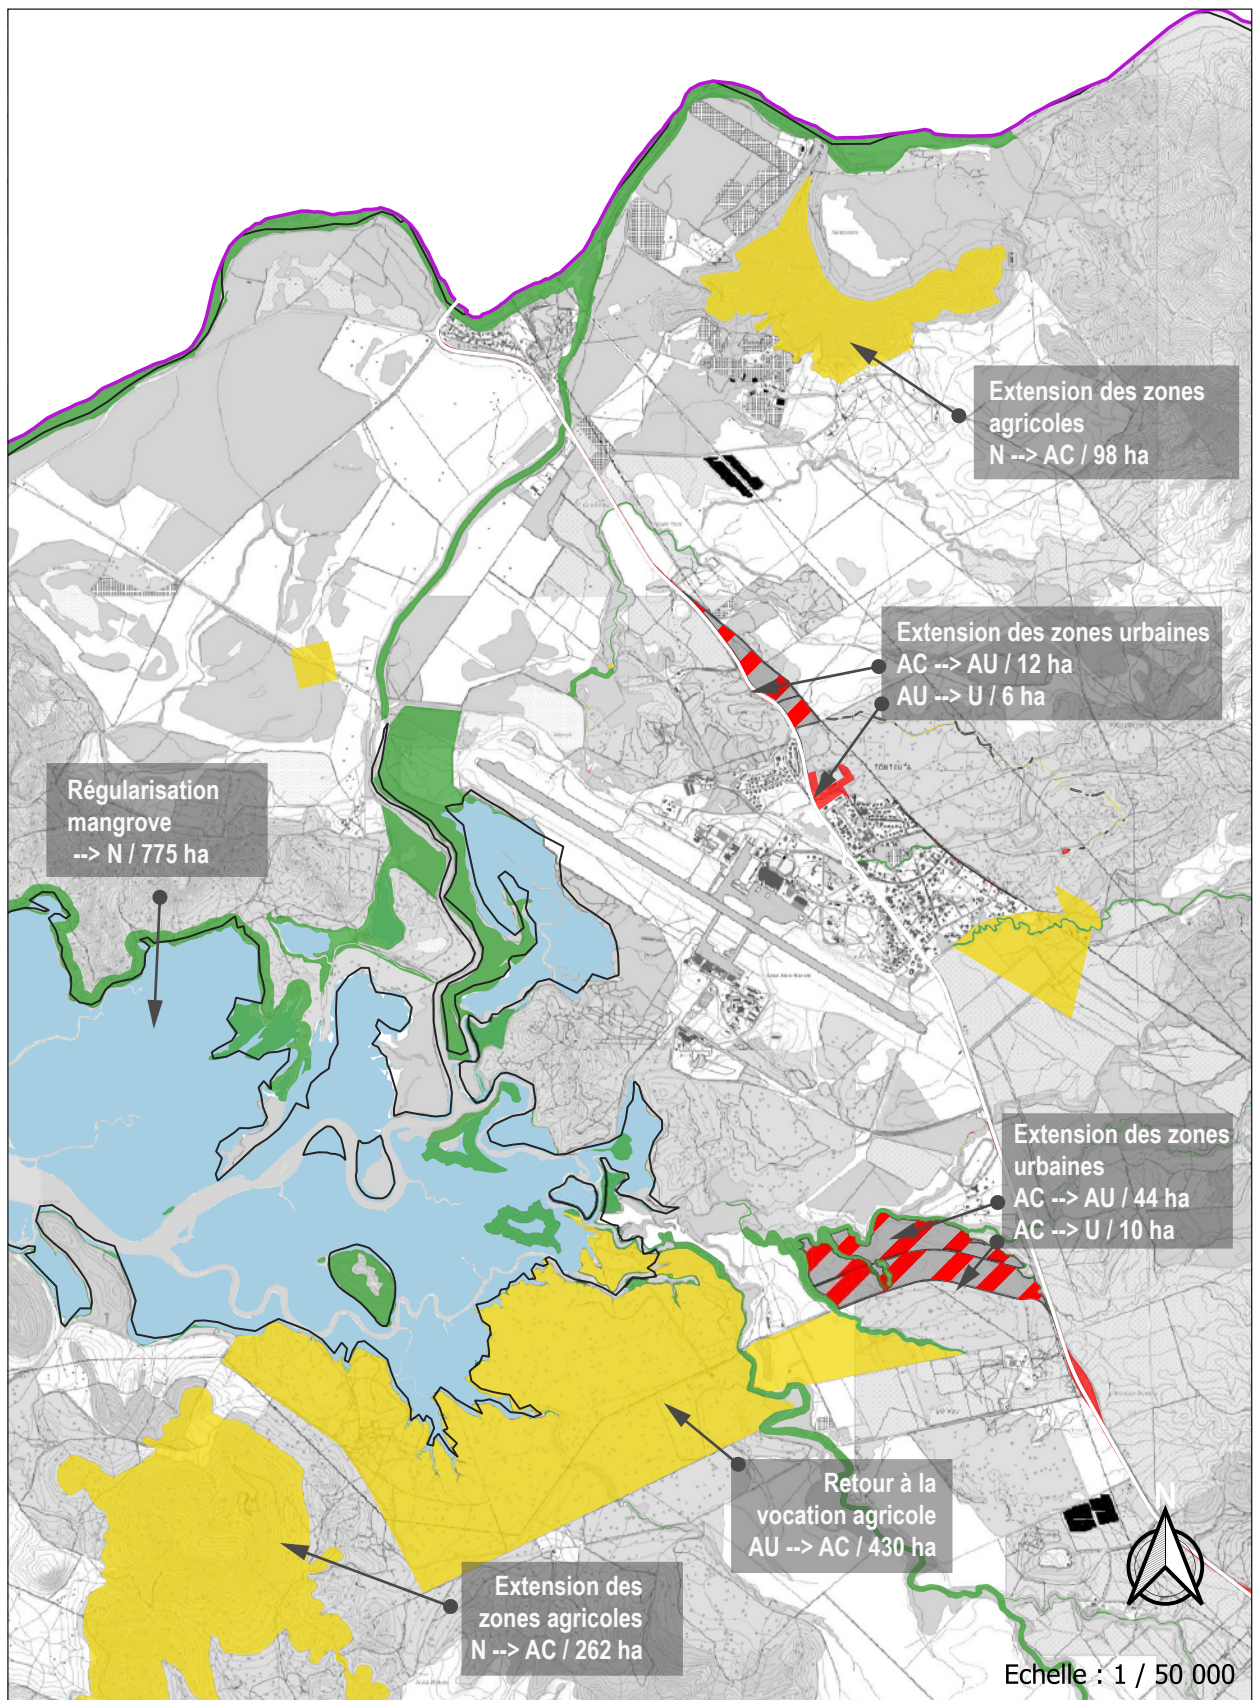 Extension des zones
agricoles
N --> AC / 98 ha
Extension des zones urbaines
AC --> AU / 12 ha
AU --> U / 6 ha
TONTOUTA
Régularisation
mangrove
--> N / 775 ha
Extension des zones
urbaines
AC --> AU / 44 ha
AC --> U / 10 ha
Retour à la
vocation agricole
AU --> AC / 430 ha
N
Extension des
zones agricoles
N --> AC / 262 ha
Echelle : 1 / 50 000